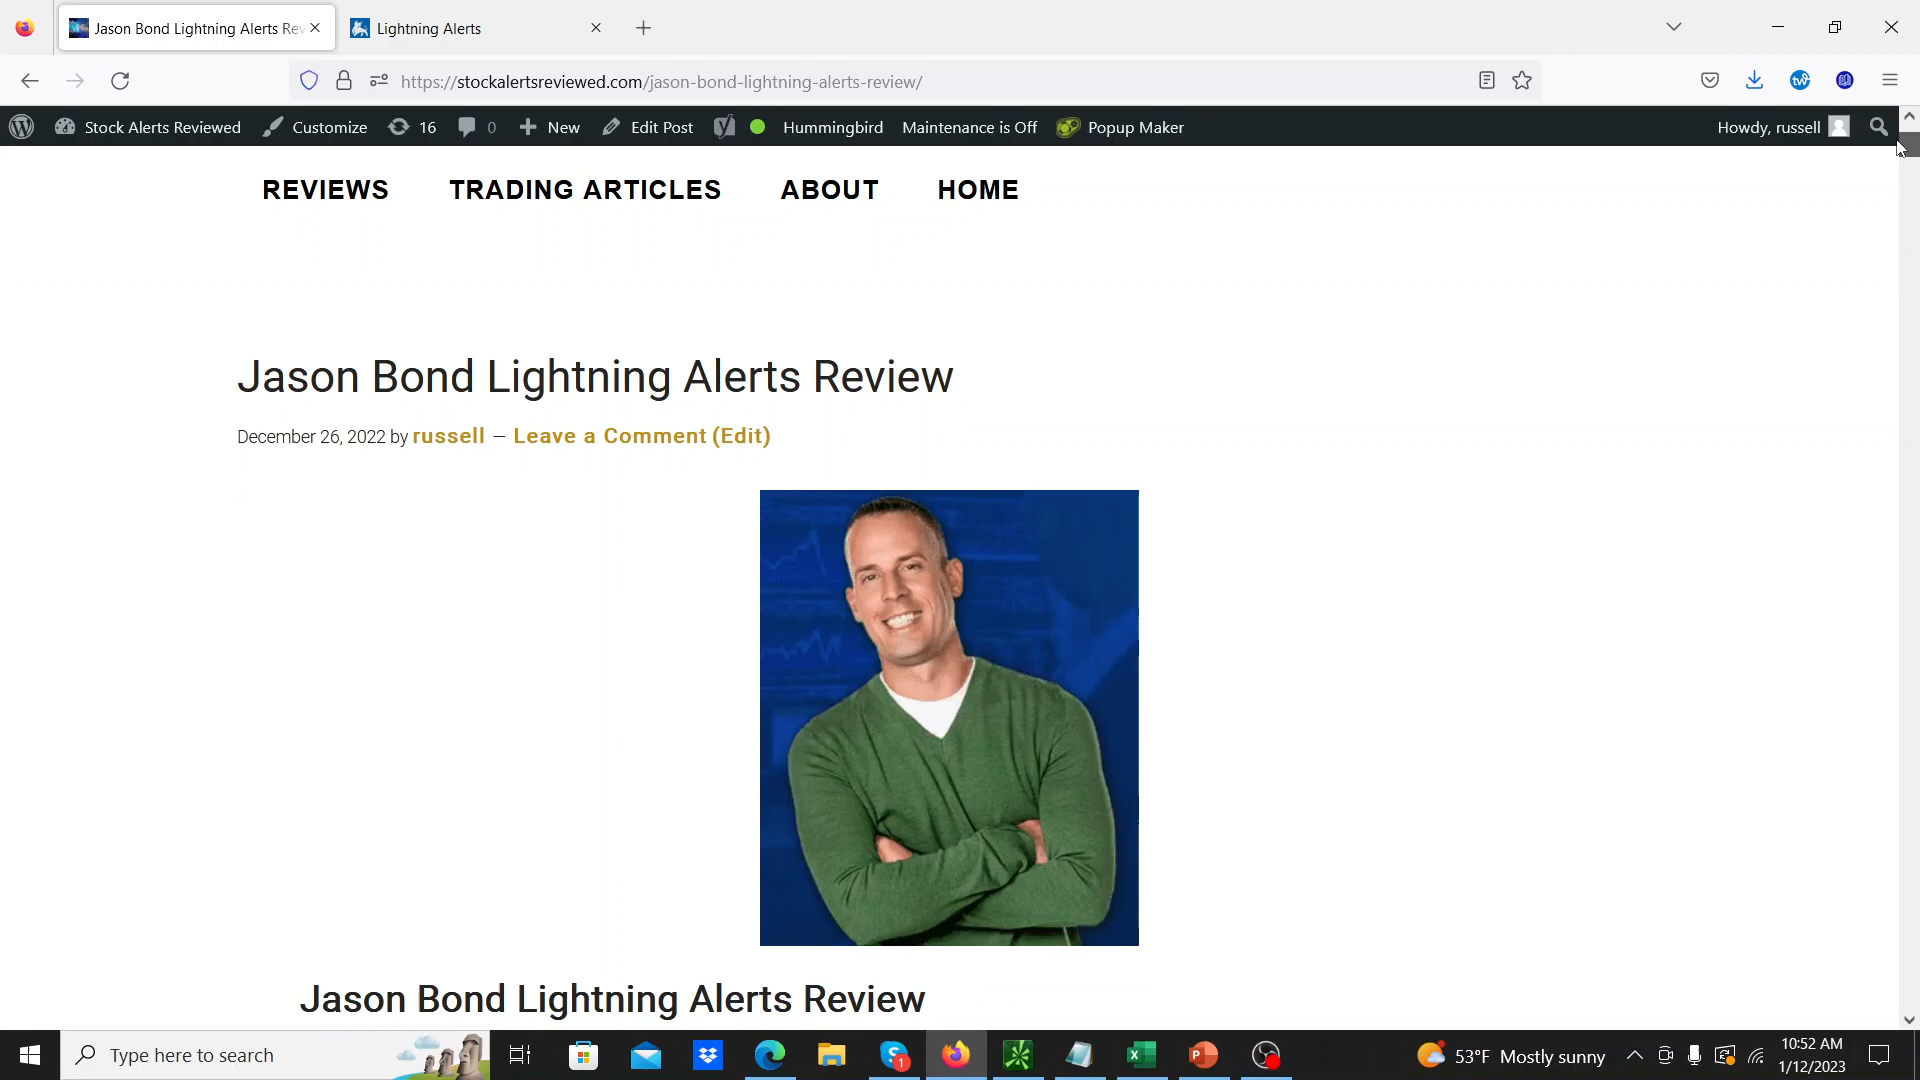 Jason Bond Lightning Alerts Rev
Lightning Alerts
https://stockalertsreviewed.com/jason-bond-lightning-alerts-review/
Stock Alerts Reviewed Customize 16 0 New Edit Post Hummingbird Maintenance is Off Popup Maker Howdy, russell
REVIEWS TRADING ARTICLES ABOUT HOME
Jason Bond Lightning Alerts Review
December 26, 2022 by russell — Leave a Comment (Edit)
Jason Bond Lightning Alerts Review
Type here to search
1
53°F Mostly sunny
10:52 AM
1/12/2023